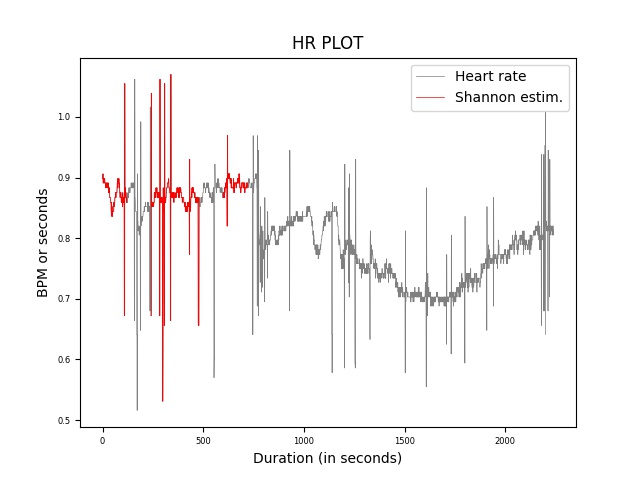 HR PLOT
Heart rate
Shannon estim.
BPM or seconds
1.0
0.9
0.8
0.7
0.6
0.5
0
500
1000
1500
2000
Duration (in seconds)